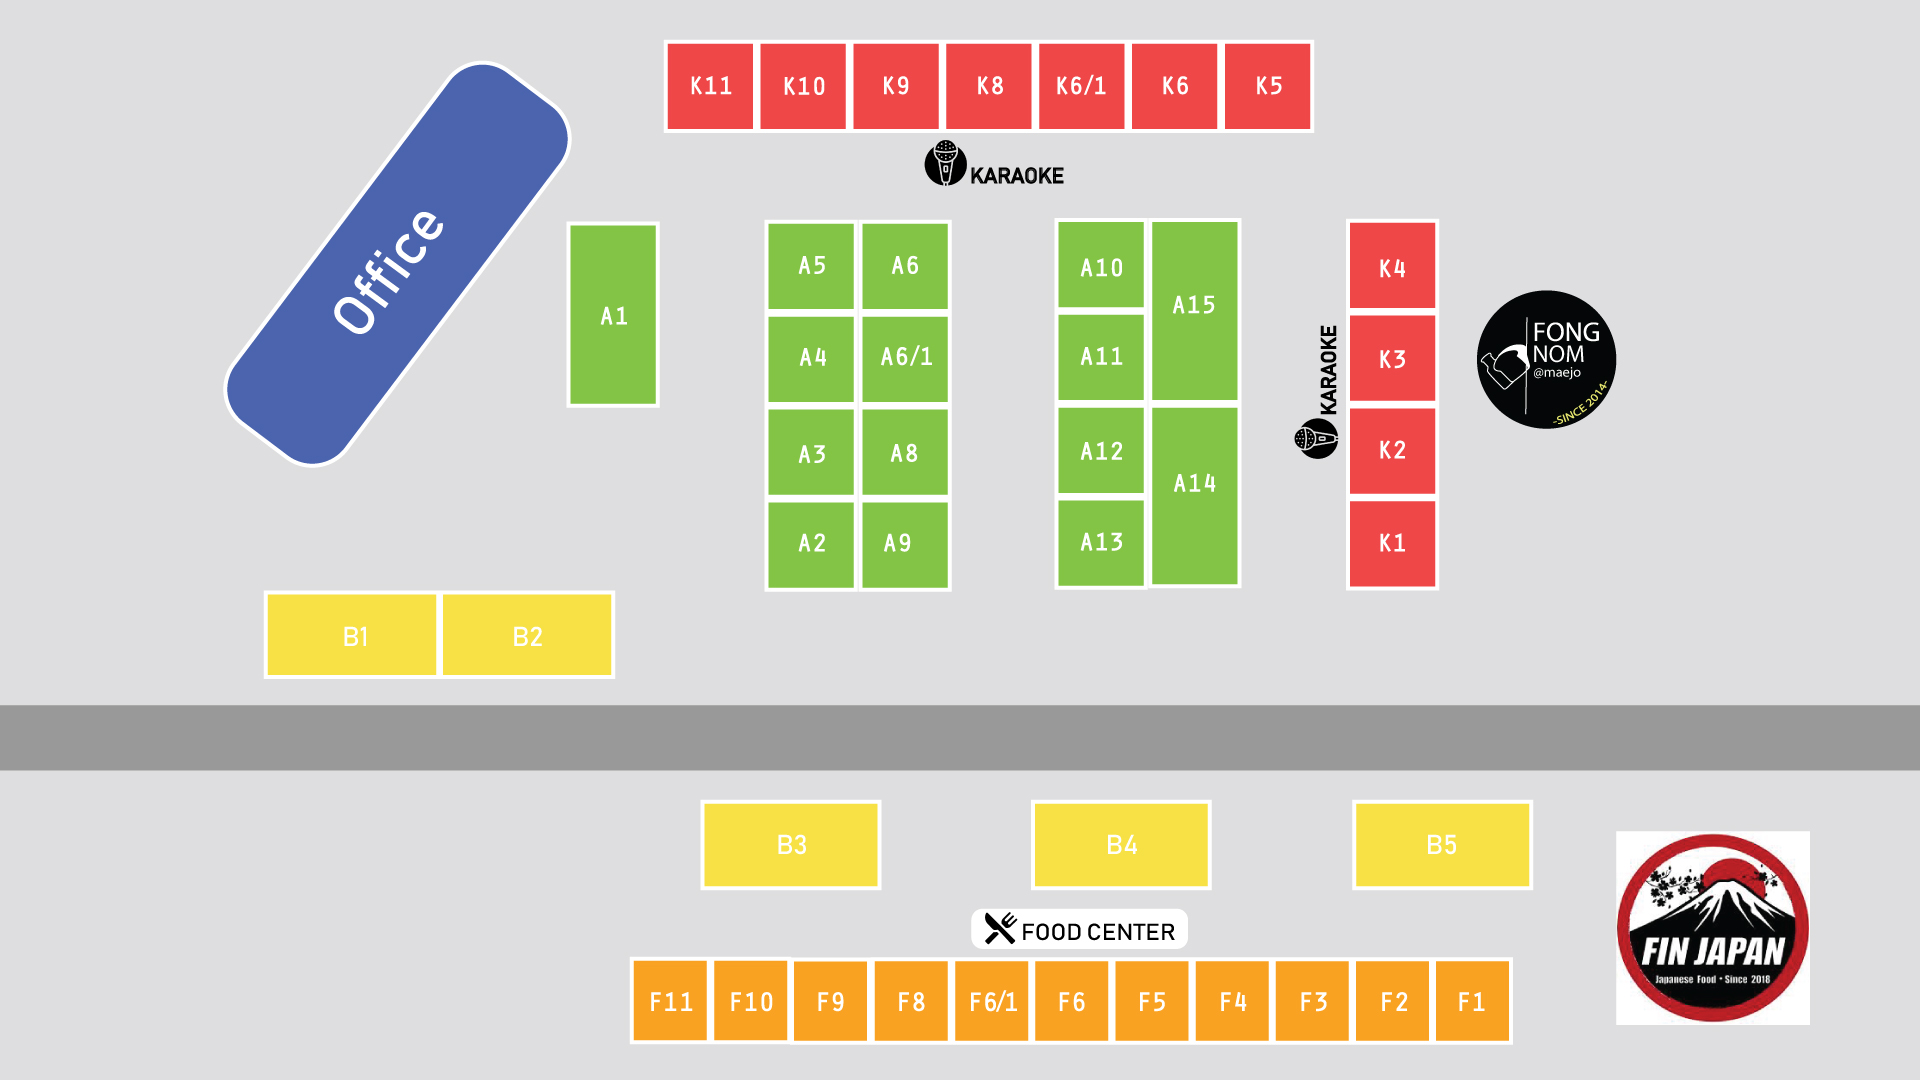 K11 K10 K9 K8 K6/1 K6 K5
KARAOKE
Office
A1
A5 A6
A4 A6/1
A3 A8
A2 A9
A10
A11
A12
A13
A15
A14
KARAOKE
K4
K3
K2
K1
FONG
NOM
@maejo
-SINCE 2014-
B1 B2
B3 B4 B5
FOOD CENTER
F11 F10 F9 F8 F6/1 F6 F5 F4 F3 F2 F1
FIN JAPAN
Japanese Food • Since 2018